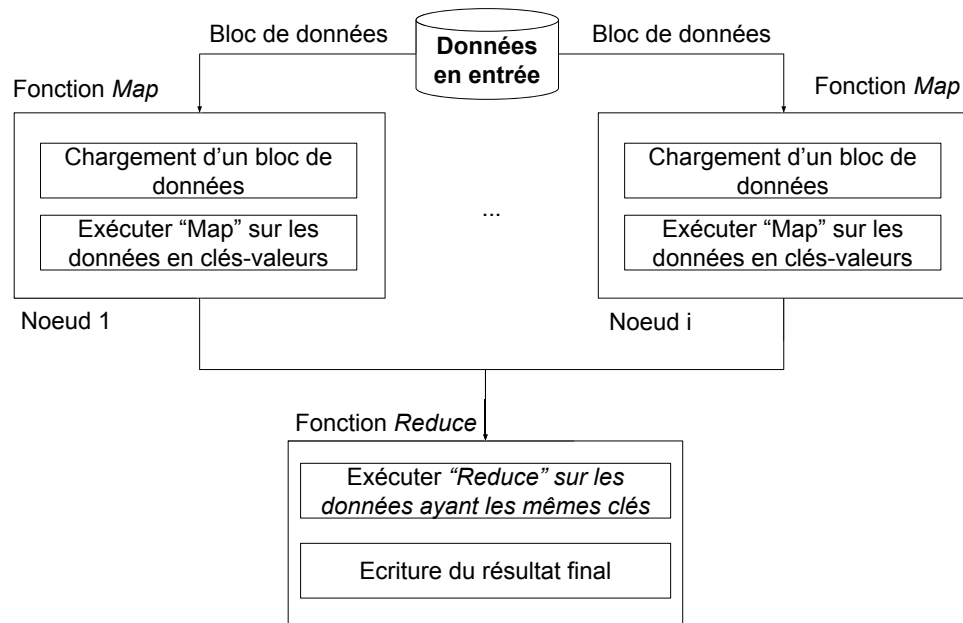 Bloc de données
Données
en entrée
Bloc de données
Fonction Map
Fonction Map
Chargement d’un bloc de
données
Exécuter “Map” sur les
données en clés-valeurs
Noeud 1
...
Chargement d’un bloc de
données
Exécuter “Map” sur les
données en clés-valeurs
Noeud i
Fonction Reduce
Exécuter “Reduce” sur les
données ayant les mêmes clés
Ecriture du résultat final